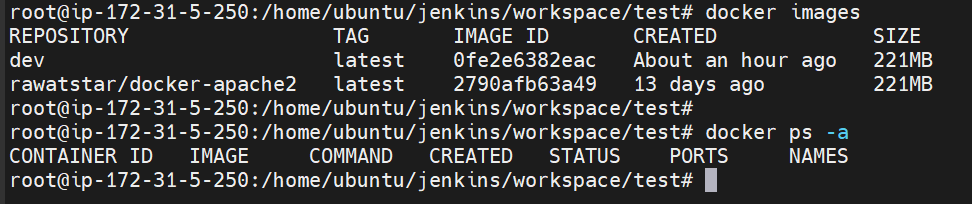 root@ip-172-31-5-250:/home/ubuntu/jenkins/workspace/test# docker images
REPOSITORY                 TAG       IMAGE ID       CREATED             SIZE
dev                        latest    0fe2e6382eac   About an hour ago   221MB
rawatstar/docker-apache2   latest    2790afb63a49   13 days ago         221MB
root@ip-172-31-5-250:/home/ubuntu/jenkins/workspace/test#
root@ip-172-31-5-250:/home/ubuntu/jenkins/workspace/test# docker ps -a
CONTAINER ID   IMAGE     COMMAND   CREATED   STATUS    PORTS     NAMES
root@ip-172-31-5-250:/home/ubuntu/jenkins/workspace/test#